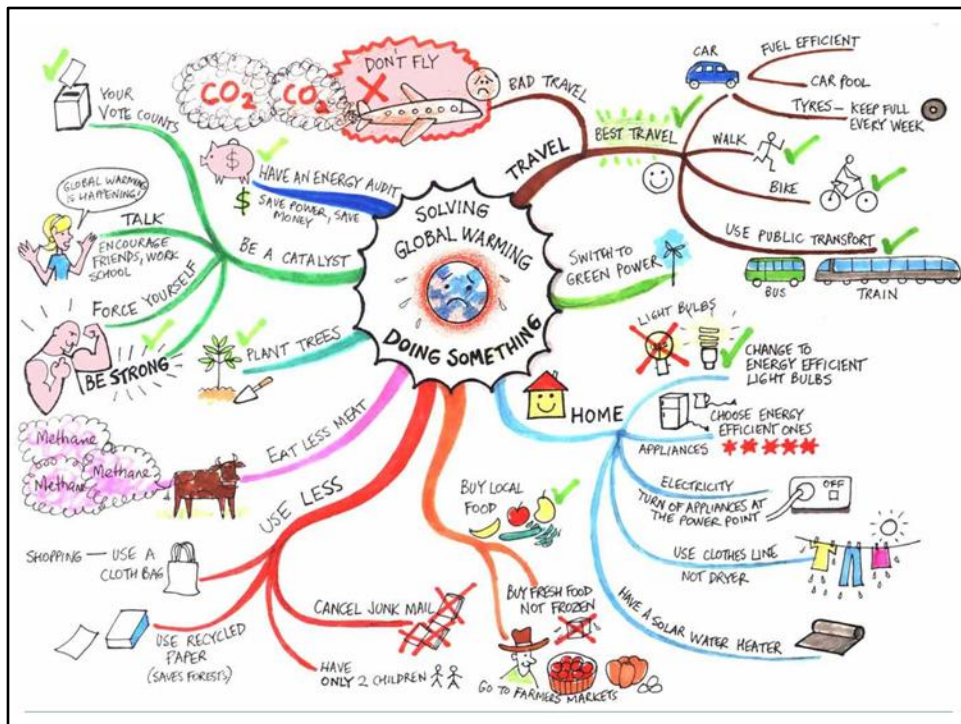 SOLVING
GLOBAL WARMING
DOING SOMETHING
TRAVEL
BAD TRAVEL
DON'T FLY
CO2
CO2
BEST TRAVEL
CAR
FUEL EFFICIENT
CAR POOL
TYRES — KEEP FULL
EVERY WEEK
WALK
BIKE
USE PUBLIC TRANSPORT
BUS
TRAIN
SWITCH TO
GREEN POWER
HOME
LIGHT BULBS
CHANGE TO
ENERGY EFFICIENT
LIGHT BULBS
CHOOSE ENERGY
EFFICIENT ONES
APPLIANCES
ELECTRICITY
TURN OF APPLIANCES AT
THE POWER POINT
OFF
USE CLOTHES LINE
NOT DRYER
HAVE A SOLAR WATER HEATER
BUY LOCAL
FOOD
BUY FRESH FOOD
NOT FROZEN
GO TO FARMERS MARKETS
USE LESS
SHOPPING — USE A
CLOTH BAG
USE RECYCLED
PAPER
(SAVES FORESTS)
CANCEL JUNK MAIL
HAVE
ONLY 2 CHILDREN
EAT LESS MEAT
Methane
Methane
Methane
PLANT TREES
BE A CATALYST
YOUR
VOTE COUNTS
TALK
GLOBAL WARMING
IS HAPPENING!
ENCOURAGE
FRIENDS, WORK
SCHOOL
FORCE YOURSELF
BE STRONG
HAVE AN ENERGY AUDIT
$
$ SAVE POWER, SAVE
MONEY